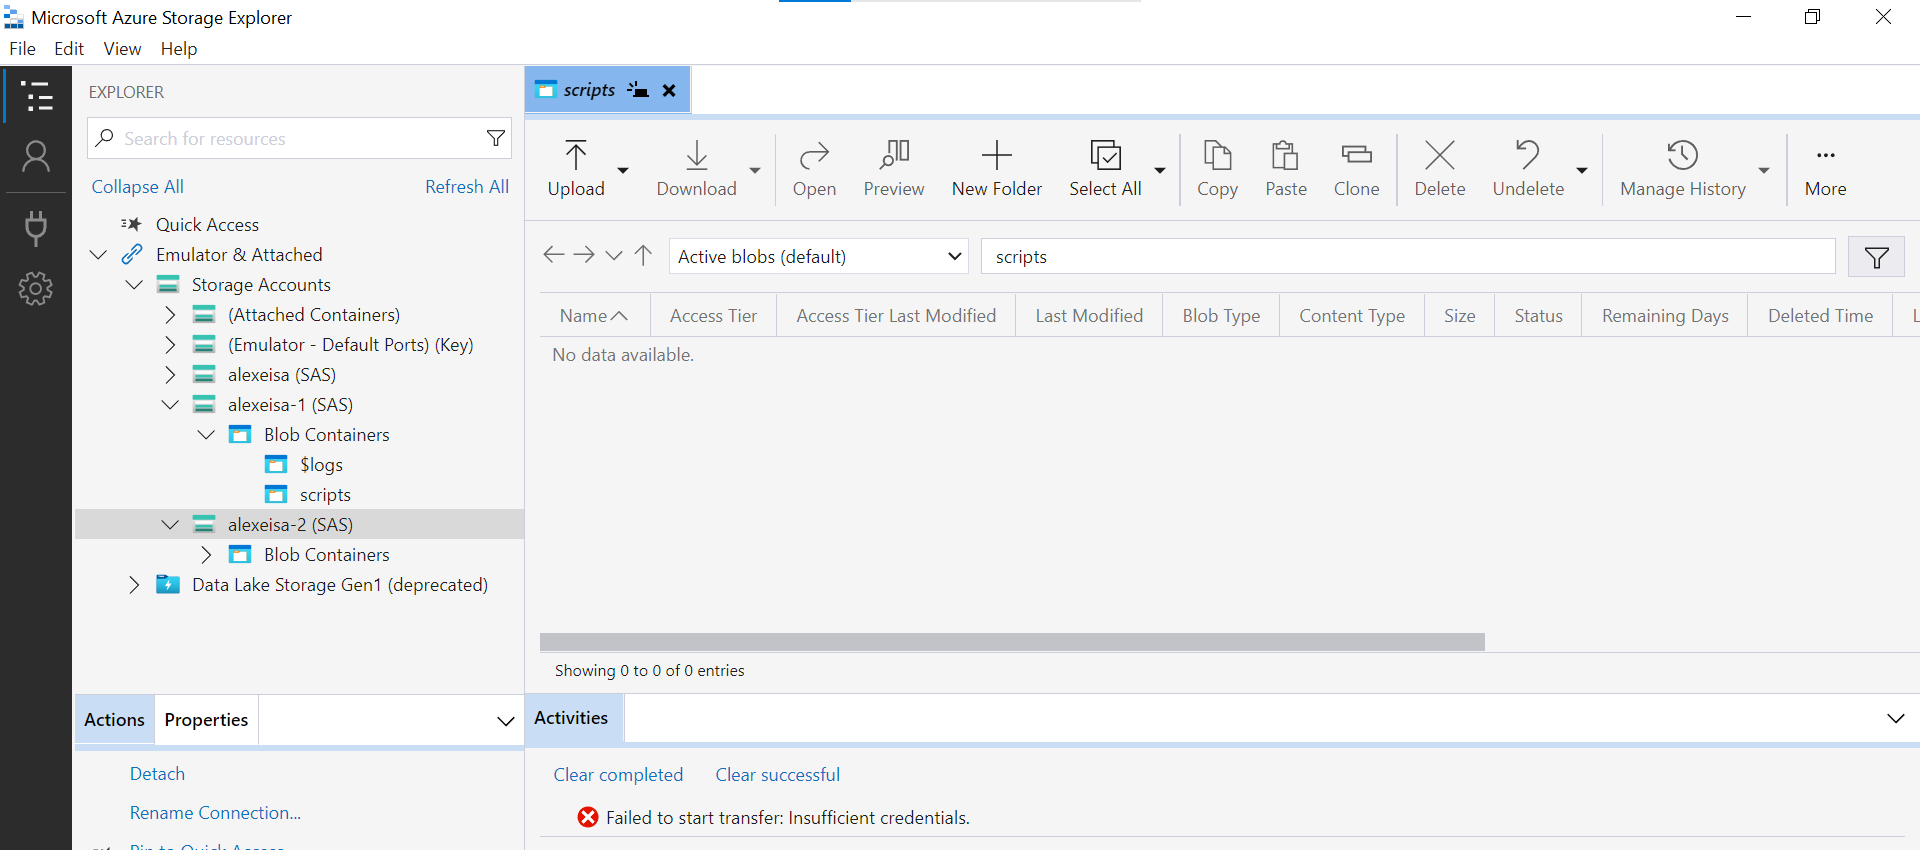 Microsoft Azure Storage Explorer
File Edit View Help
EXPLORER
Search for resources
Collapse All Refresh All
Quick Access
Emulator & Attached
Storage Accounts
(Attached Containers)
(Emulator - Default Ports) (Key)
alexeisa (SAS)
alexeisa-1 (SAS)
Blob Containers
$logs
scripts
alexeisa-2 (SAS)
Blob Containers
Data Lake Storage Gen1 (deprecated)
Actions Properties
Detach
Rename Connection...
Pin to Quick Access
scripts
Upload Download Open Preview New Folder Select All Copy Paste Clone Delete Undelete Manage History More
Active blobs (default) scripts
Name Access Tier Access Tier Last Modified Last Modified Blob Type Content Type Size Status Remaining Days Deleted Time
No data available.
Showing 0 to 0 of 0 entries
Activities
Clear completed Clear successful
Failed to start transfer: Insufficient credentials.